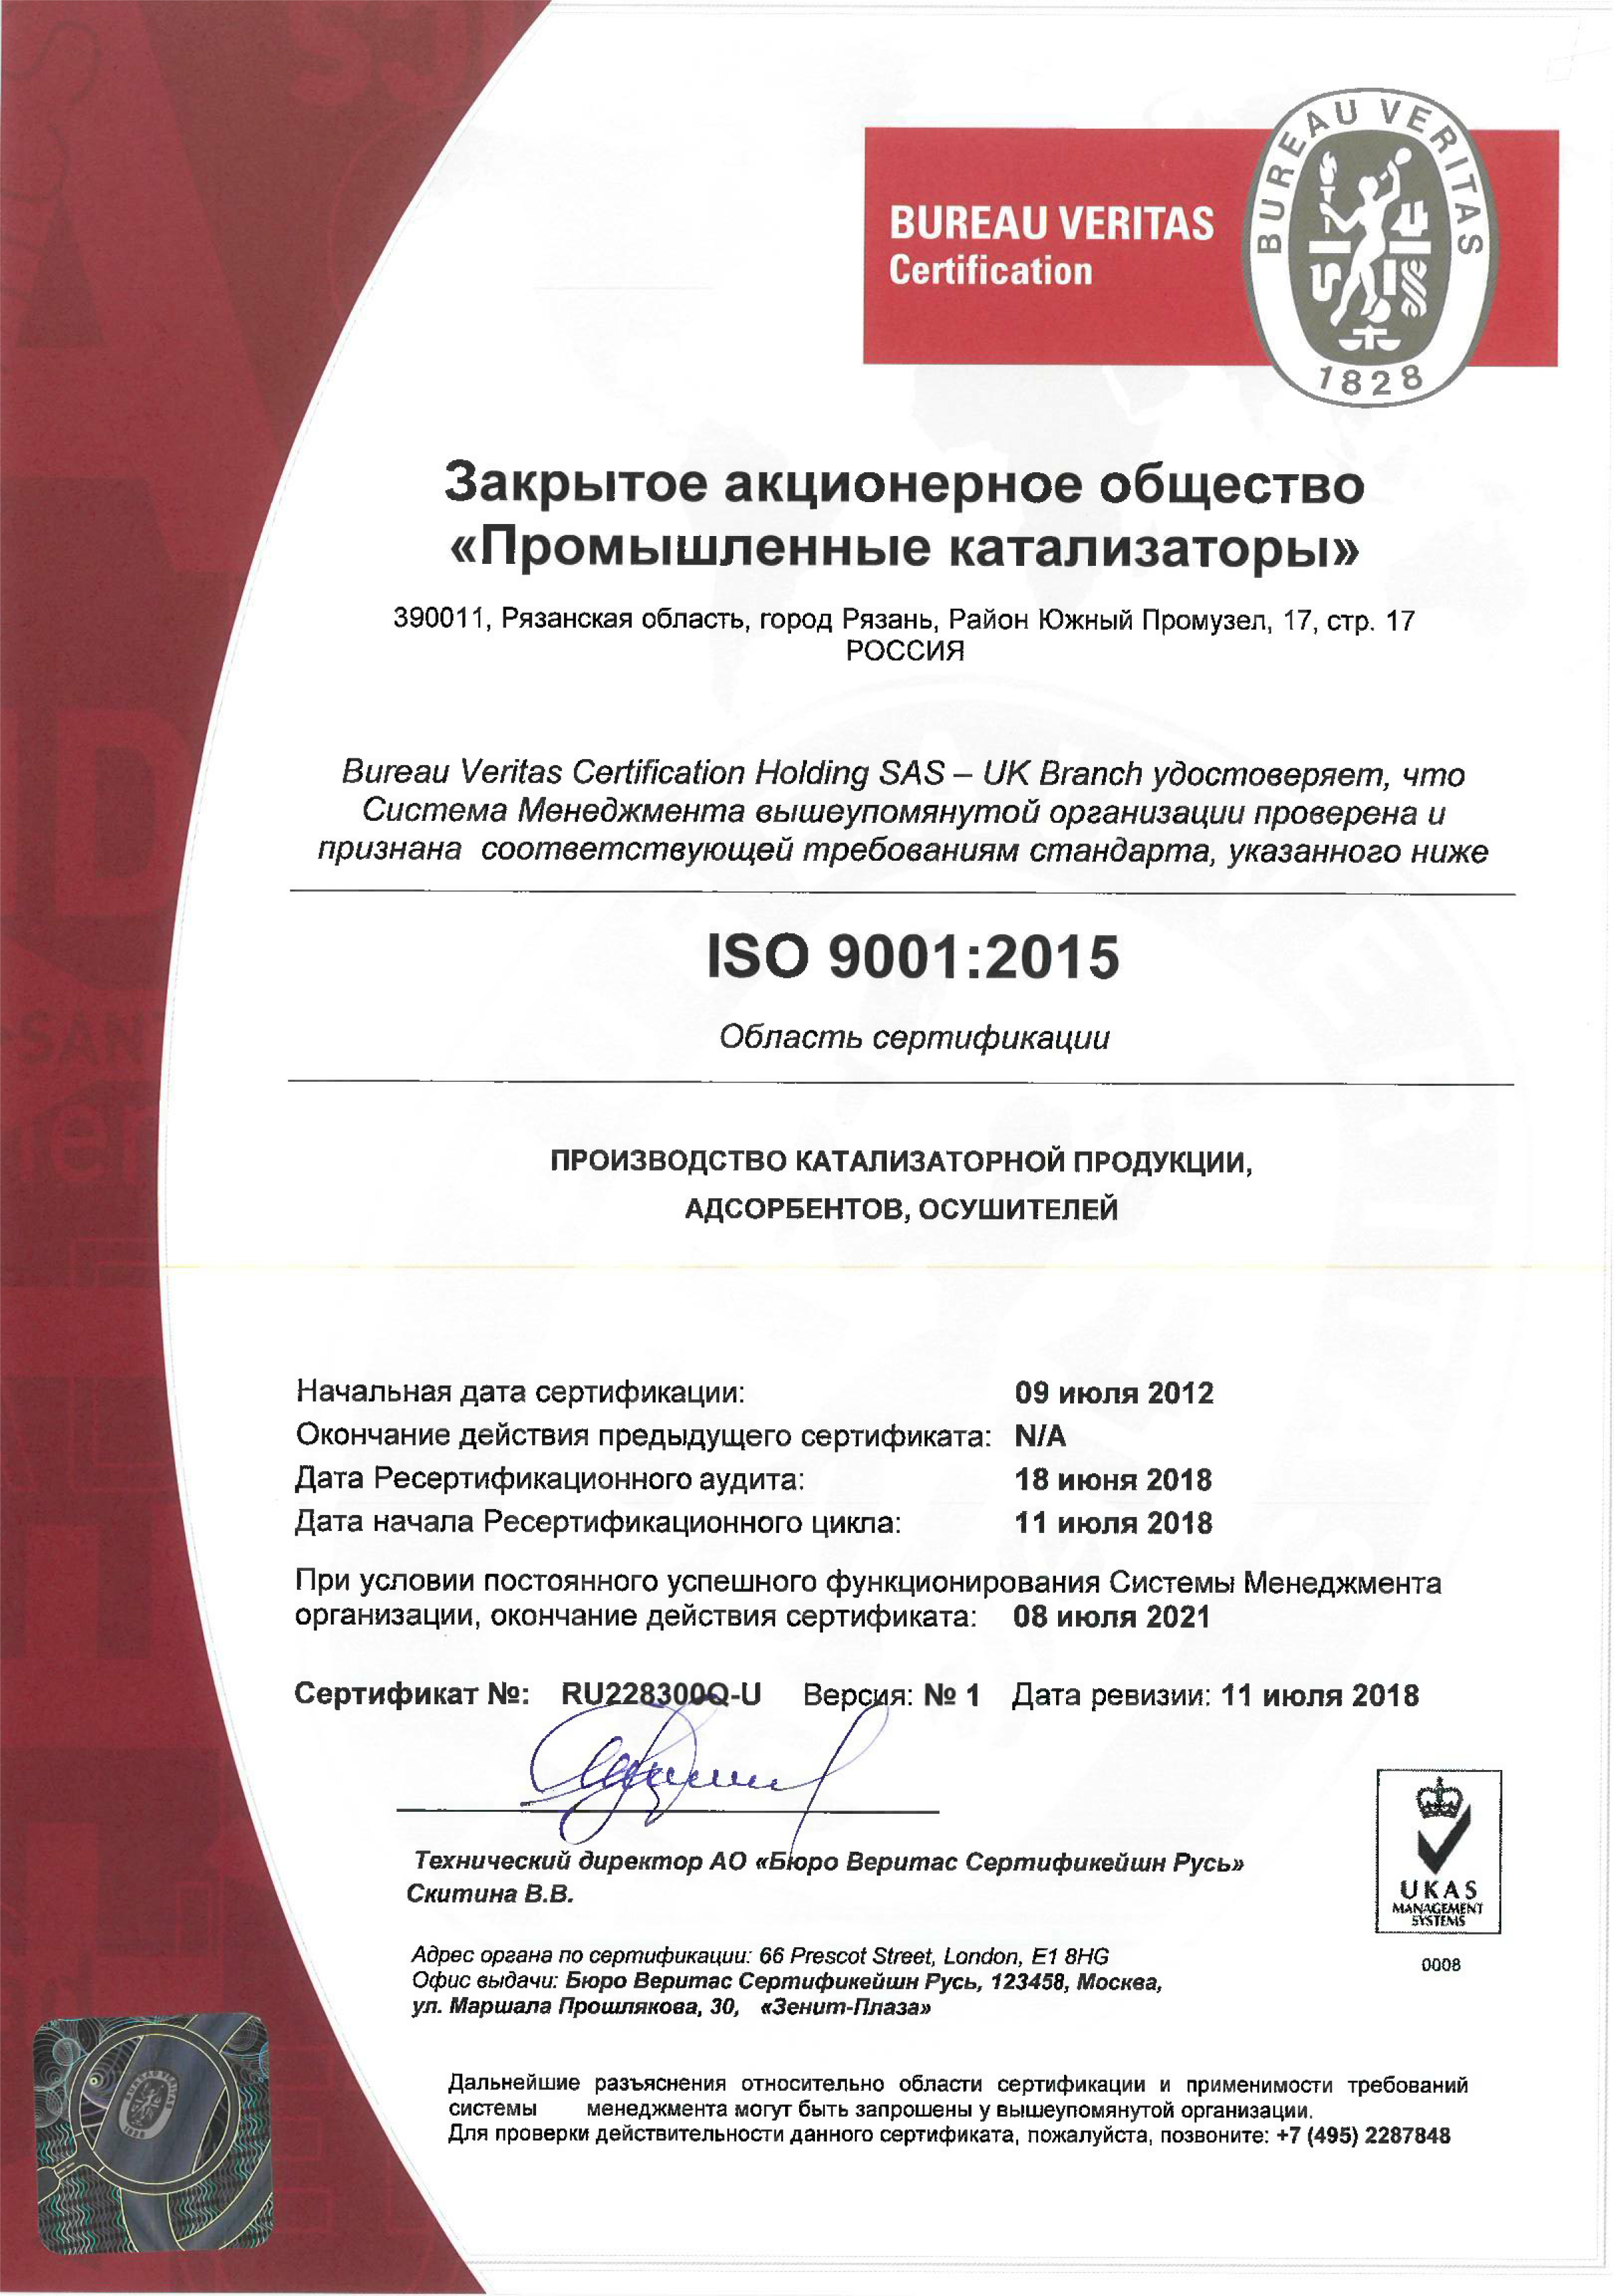 BUREAU VERITAS
Certification
BUREAU VERITAS
1828
Закрытое акционерное общество
«Промышленные катализаторы»
390011, Рязанская область, город Рязань, Район Южный Промузел, 17, стр. 17
РОССИЯ
Bureau Veritas Certification Holding SAS – UK Branch удостоверяет, что
Система Менеджмента вышеупомянутой организации проверена и
признана соответствующей требованиям стандарта, указанного ниже
ISO 9001:2015
Область сертификации
ПРОИЗВОДСТВО КАТАЛИЗАТОРНОЙ ПРОДУКЦИИ,
АДСОРБЕНТОВ, ОСУШИТЕЛЕЙ
Начальная дата сертификации: 09 июля 2012
Окончание действия предыдущего сертификата: N/A
Дата Ресертификационного аудита: 18 июня 2018
Дата начала Ресертификационного цикла: 11 июля 2018
При условии постоянного успешного функционирования Системы Менеджмента
организации, окончание действия сертификата: 08 июля 2021
Сертификат №: RU228300Q-U Версия: № 1 Дата ревизии: 11 июля 2018
Технический директор АО «Бюро Веритас Сертификейшн Русь»
Скитина В.В.
UKAS
MANAGEMENT
SYSTEMS
0008
Адрес органа по сертификации: 66 Prescot Street, London, E1 8HG
Офис выдачи: Бюро Веритас Сертификейшн Русь, 123458, Москва,
ул. Маршала Прошлякова, 30, «Зенит-Плаза»
Дальнейшие разъяснения относительно области сертификации и применимости требований
системы менеджмента могут быть запрошены у вышеупомянутой организации.
Для проверки действительности данного сертификата, пожалуйста, позвоните: +7 (495) 2287848